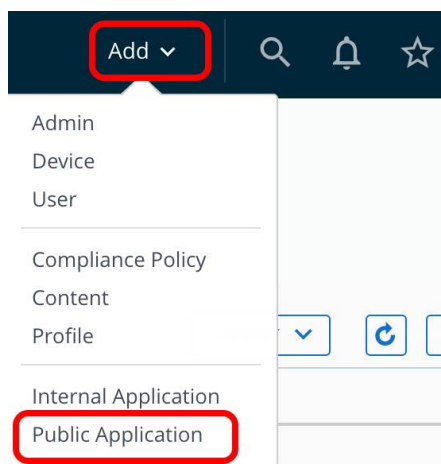 Add
Admin
Device
User
Compliance Policy
Content
Profile
Internal Application
Public Application